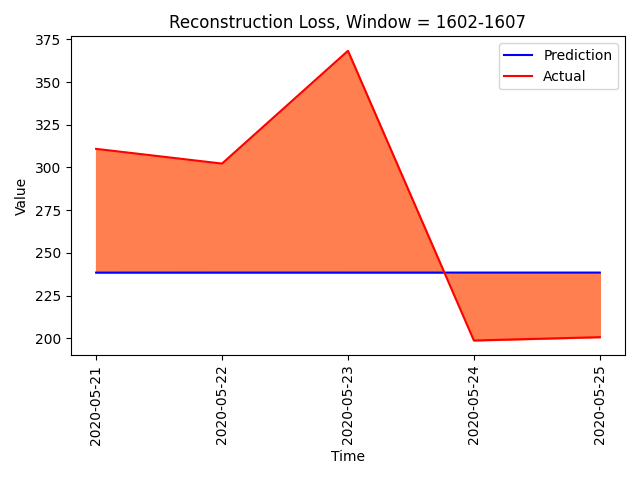 Reconstruction Loss, Window = 1602-1607
Prediction
Actual
Value
375
350
325
300
275
250
225
200
2020-05-21
2020-05-22
2020-05-23
2020-05-24
2020-05-25
Time